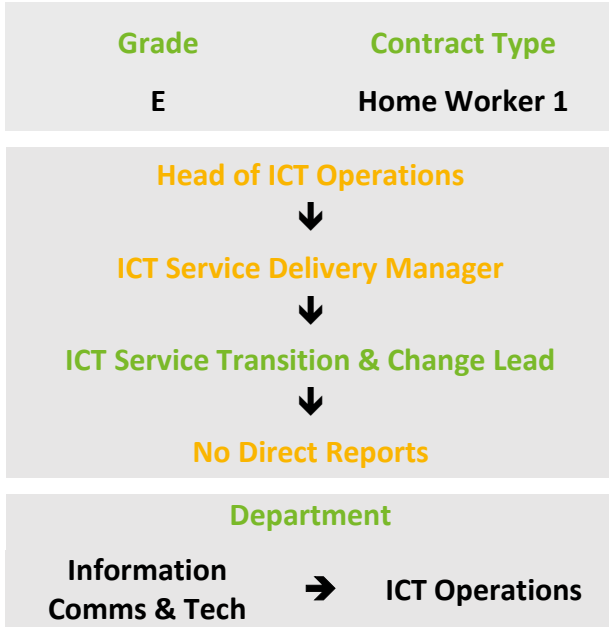 Grade Contract Type
E Home Worker 1
Head of ICT Operations
ICT Service Delivery Manager
ICT Service Transition & Change Lead
No Direct Reports
Department
Information
Comms & Tech
ICT Operations